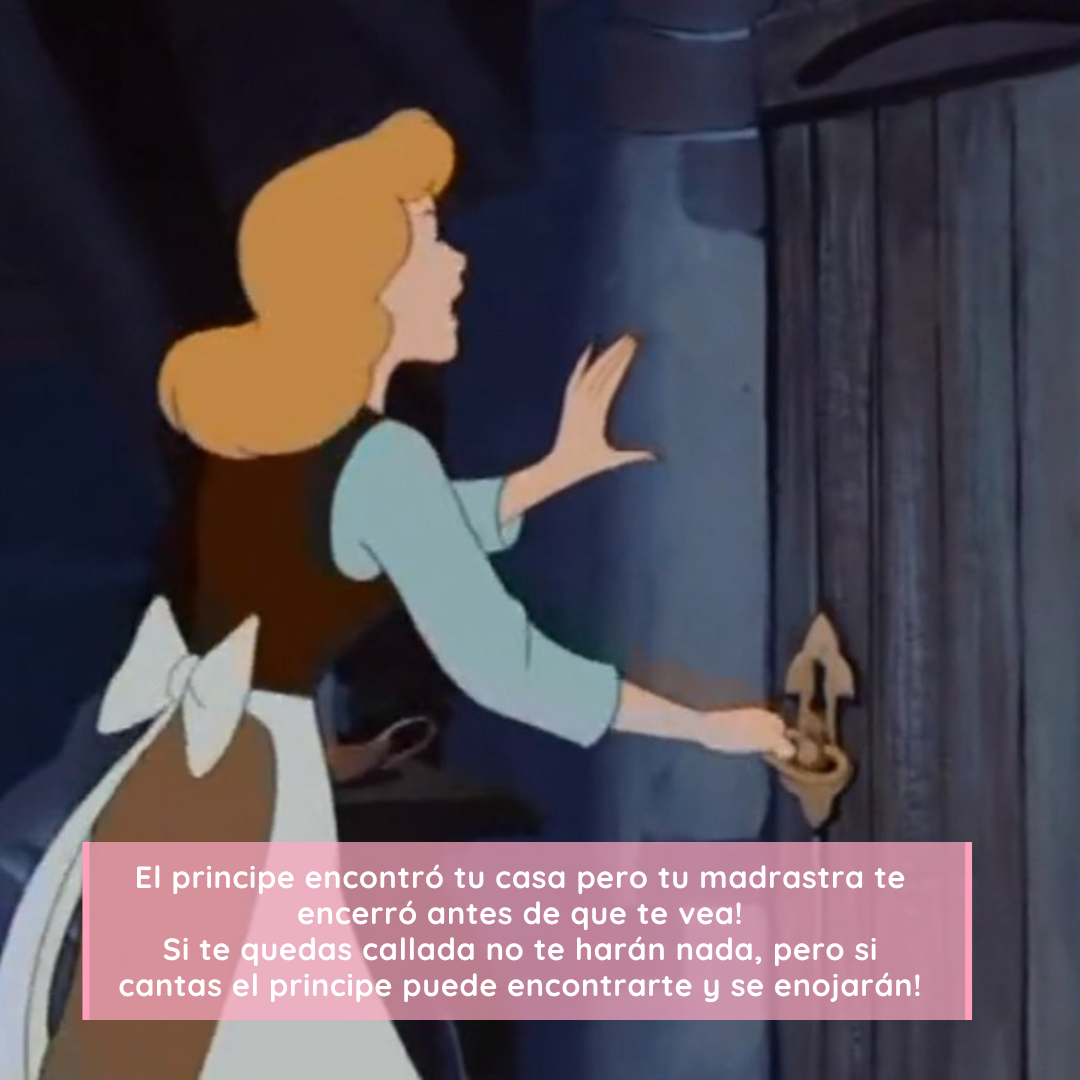 El principe encontró tu casa pero tu madrastra te
encerró antes de que te vea!
Si te quedas callada no te harán nada, pero si
cantas el principe puede encontrarte y se enojarán!